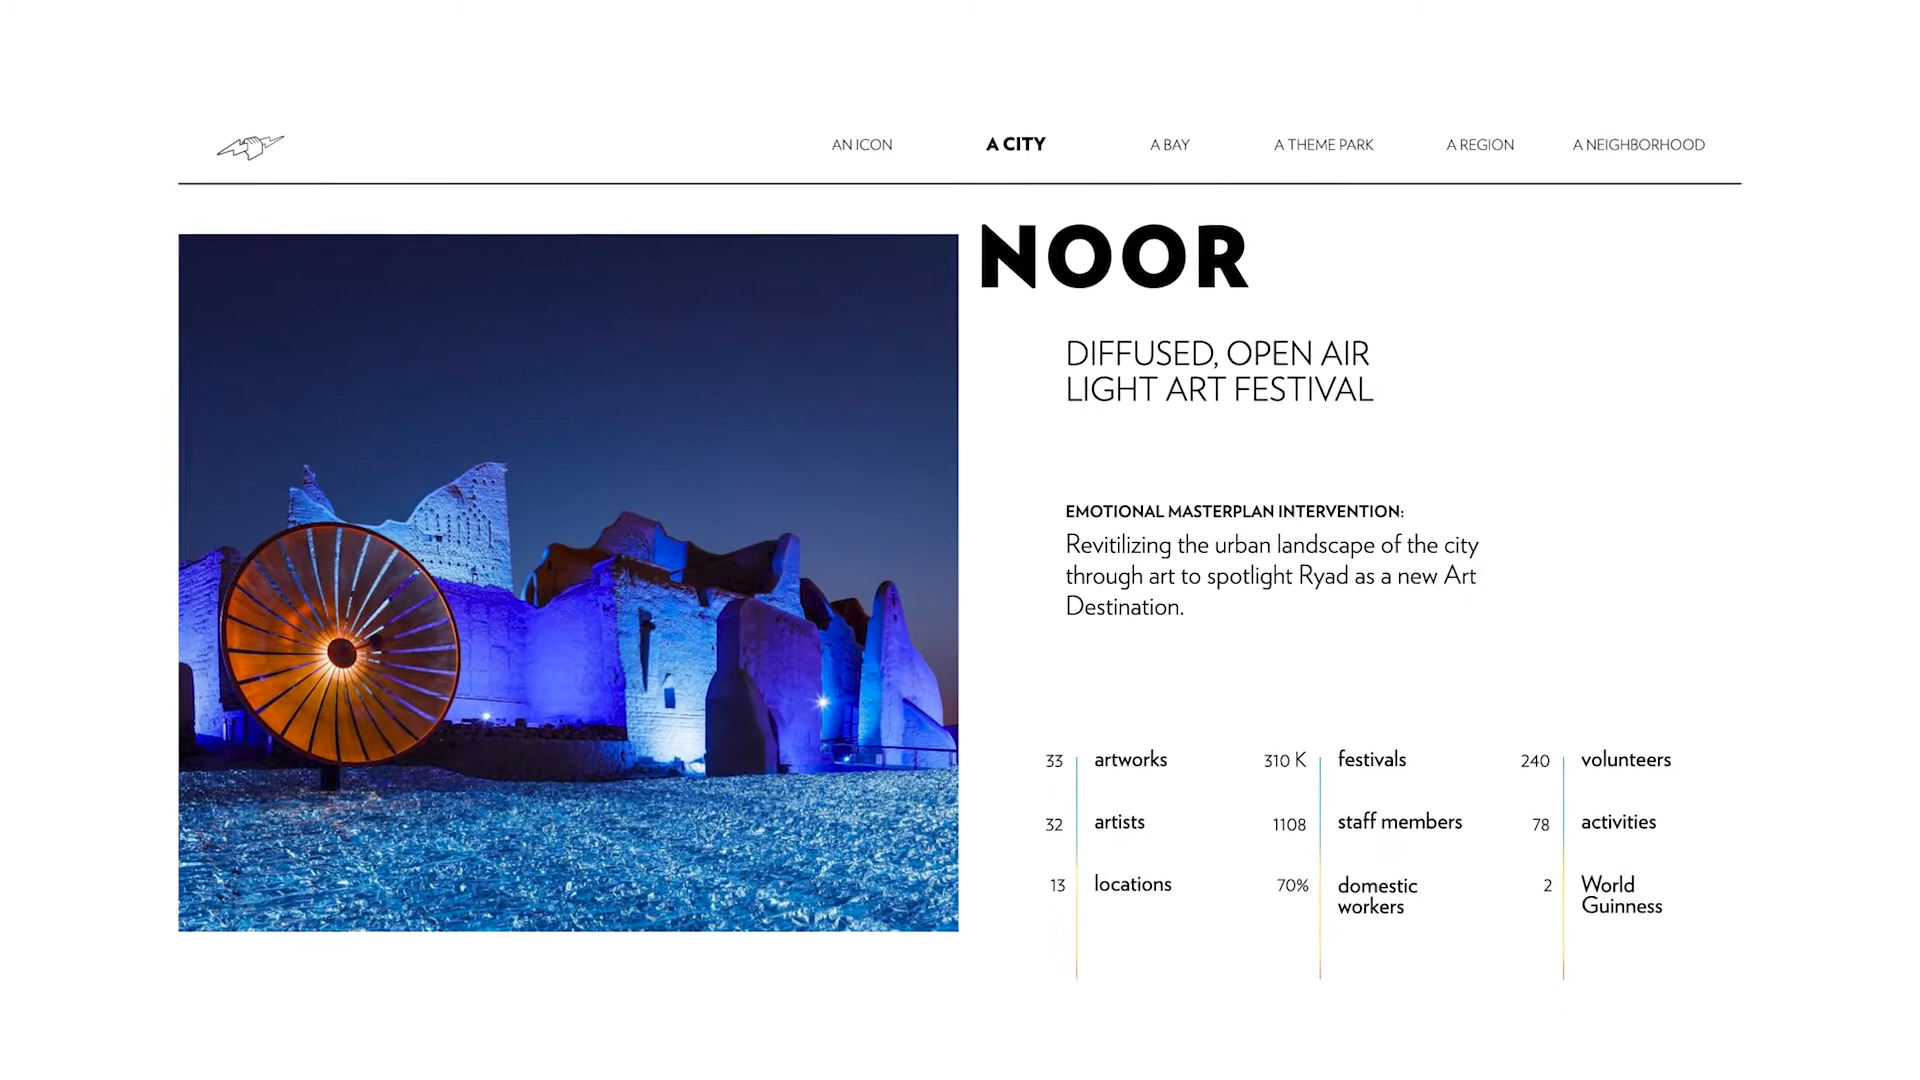 AN ICON
A CITY
A BAY
A THEME PARK
A REGION
A NEIGHBORHOOD
NOOR
DIFFUSED, OPEN AIR
LIGHT ART FESTIVAL
EMOTIONAL MASTERPLAN INTERVENTION:
Revitilizing the urban landscape of the city
through art to spotlight Ryad as a new Art
Destination.
33 artworks
32 artists
13 locations
310 K festivals
1108 staff members
70% domestic
workers
240 volunteers
78 activities
2 World
Guinness